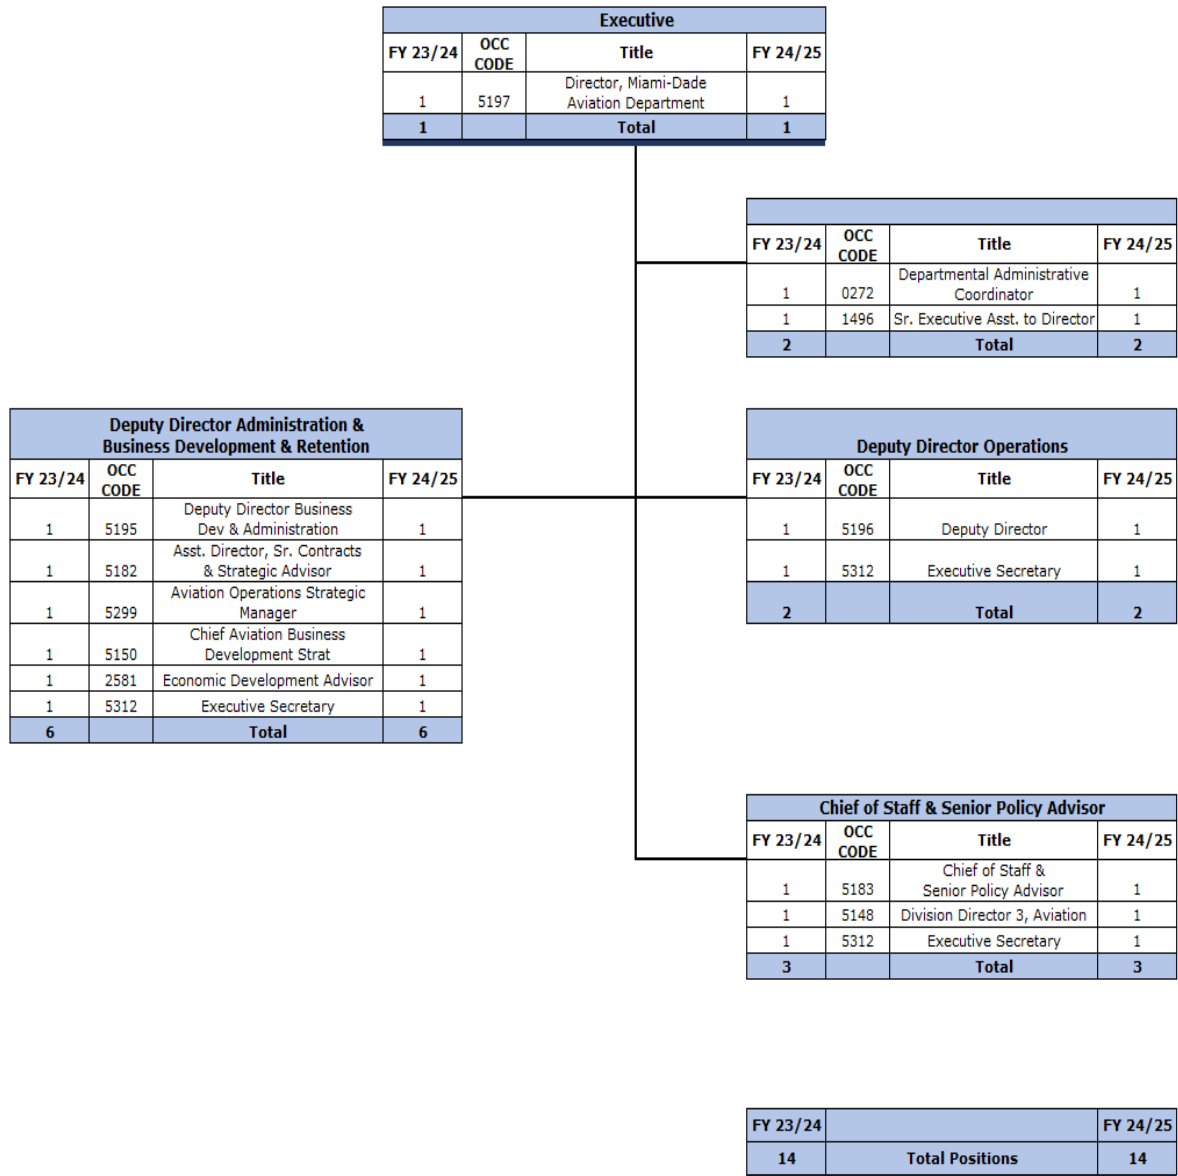 Executive
FY 23/24 OCC CODE Title FY 24/25
Director, Miami-Dade
1 5197 Aviation Department 1
1 Total 1
FY 23/24 OCC CODE Title FY 24/25
Departmental Administrative
1 0272 Coordinator 1
1 1496 Sr. Executive Asst. to Director 1
2 Total 2
Deputy Director Administration &
Business Development & Retention
FY 23/24 OCC CODE Title FY 24/25
Deputy Director Business
1 5195 Dev & Administration 1
Asst. Director, Sr. Contracts
1 5182 & Strategic Advisor 1
Aviation Operations Strategic
1 5299 Manager 1
Chief Aviation Business
1 5150 Development Strat 1
1 2581 Economic Development Advisor 1
1 5312 Executive Secretary 1
6 Total 6
Deputy Director Operations
FY 23/24 OCC CODE Title FY 24/25
1 5196 Deputy Director 1
1 5312 Executive Secretary 1
2 Total 2
Chief of Staff & Senior Policy Advisor
FY 23/24 OCC CODE Title FY 24/25
Chief of Staff &
1 5183 Senior Policy Advisor 1
1 5148 Division Director 3, Aviation 1
1 5312 Executive Secretary 1
3 Total 3
FY 23/24 FY 24/25
14 Total Positions 14